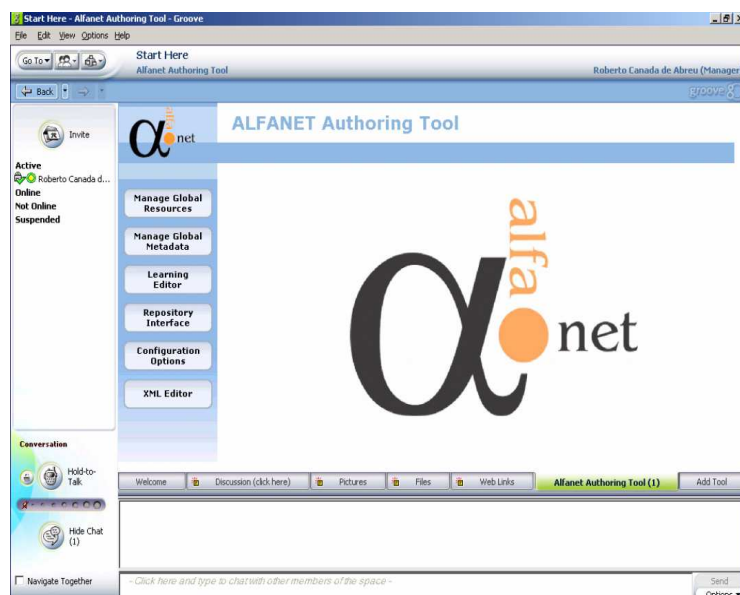 Start Here - Alfanet Authoring Tool - Groove
File Edit View Options Help
Go To
Start Here
Alfanet Authoring Tool
Roberto Canada de Abreu (Manager
Back
groove
Invite
Active
Roberto Canada d...
Online
Not Online
Suspended
α alfa net
ALFANET Authoring Tool
Manage Global
Resources
Manage Global
Metadata
Learning
Editor
Repository
Interface
Configuration
Options
XML Editor
α alfa net
Conversation
Hold-to-
Talk
Hide Chat
(1)
Navigate Together
Welcome
Discussion (click here)
Pictures
Files
Web Links
Alfanet Authoring Tool (1)
Add Tool
- Click here and type to chat with other members of the space -
Send
Options